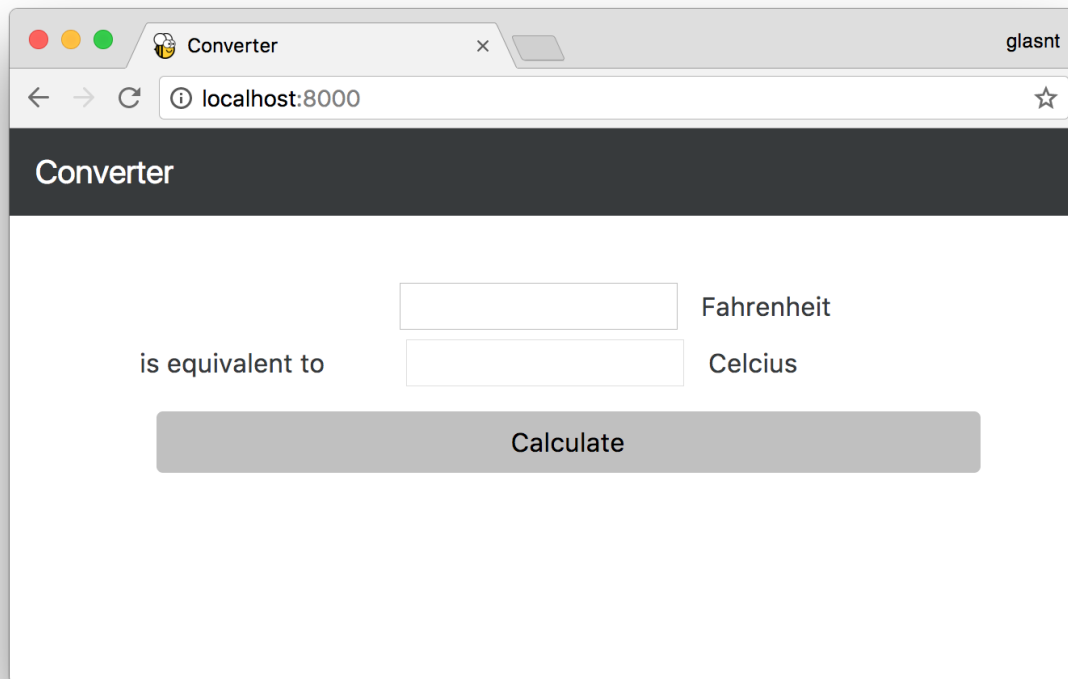 Converter
glasnt
localhost:8000
Converter
Fahrenheit
is equivalent to Celcius
Calculate